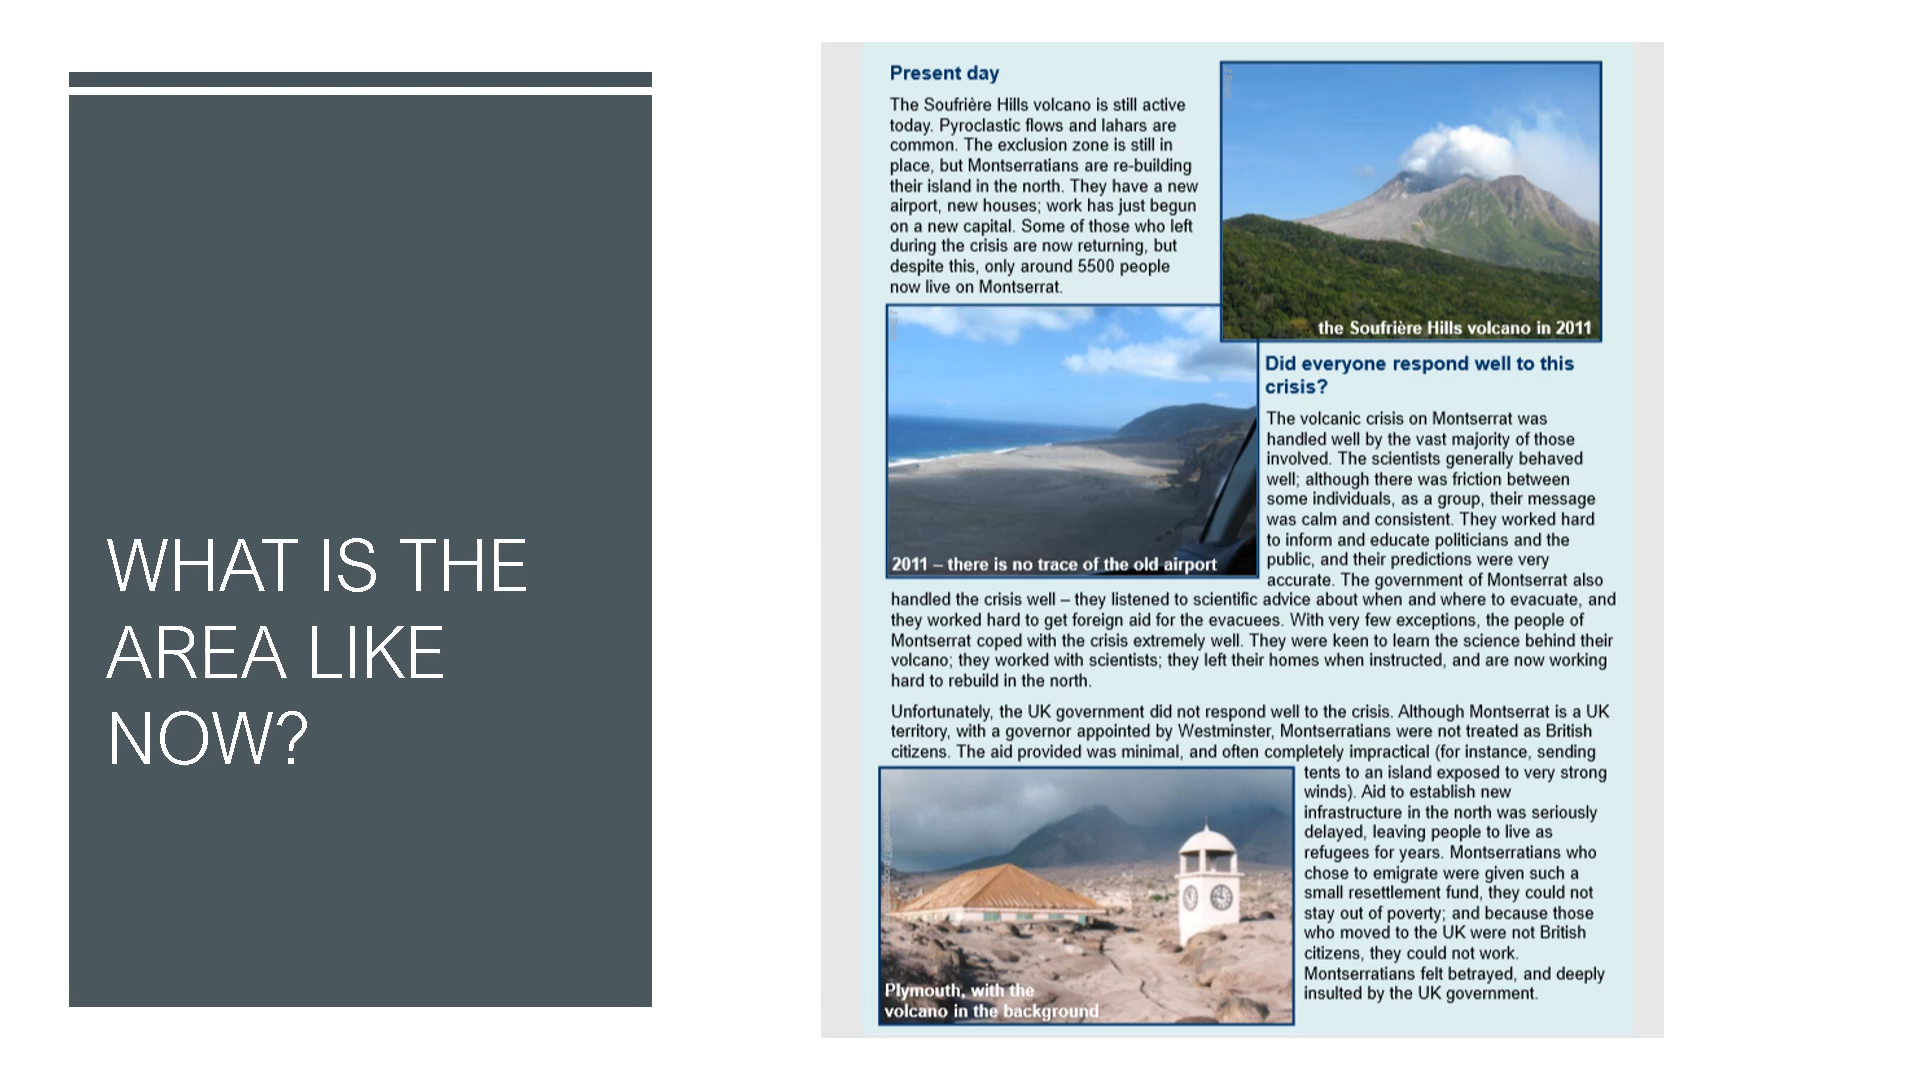 WHAT IS THE
AREA LIKE
NOW?
Present day
The Soufrière Hills volcano is still active
today. Pyroclastic flows and lahars are
common. The exclusion zone is still in
place, but Montserratians are re-building
their island in the north. They have a new
airport, new houses; work has just begun
on a new capital. Some of those who left
during the crisis are now returning, but
despite this, only around 5500 people
now live on Montserrat.
the Soufrière Hills volcano in 2011
2011 – there is no trace of the old airport
Did everyone respond well to this
crisis?
The volcanic crisis on Montserrat was
handled well by the vast majority of those
involved. The scientists generally behaved
well; although there was friction between
some individuals, as a group, their message
was calm and consistent. They worked hard
to inform and educate politicians and the
public, and their predictions were very
accurate. The government of Montserrat also
handled the crisis well – they listened to scientific advice about when and where to evacuate, and
they worked hard to get foreign aid for the evacuees. With very few exceptions, the people of
Montserrat coped with the crisis extremely well. They were keen to learn the science behind their
volcano; they worked with scientists; they left their homes when instructed, and are now working
hard to rebuild in the north.
Unfortunately, the UK government did not respond well to the crisis. Although Montserrat is a UK
territory, with a governor appointed by Westminster, Montserratians were not treated as British
citizens. The aid provided was minimal, and often completely impractical (for instance, sending
tents to an island exposed to very strong
winds). Aid to establish new
infrastructure in the north was seriously
delayed, leaving people to live as
refugees for years. Montserratians who
chose to emigrate were given such a
small resettlement fund, they could not
stay out of poverty; and because those
who moved to the UK were not British
citizens, they could not work.
Montserratians felt betrayed, and deeply
insulted by the UK government.
Plymouth, with the
volcano in the background